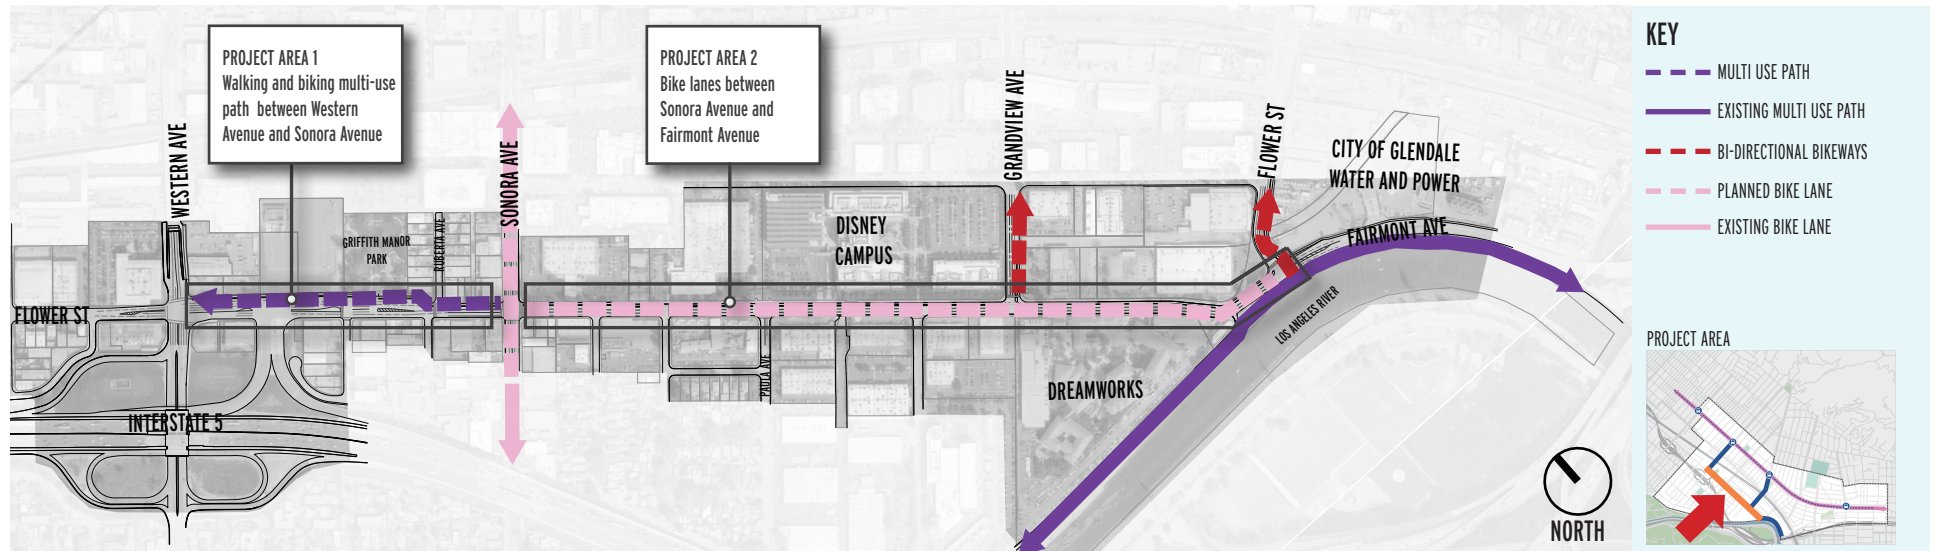 PROJECT AREA 1
Walking and biking multi-use
path between Western
Avenue and Sonora Avenue
PROJECT AREA 2
Bike lanes between
Sonora Avenue and
Fairmont Avenue
WESTERN AVE
SONORA AVE
GRANDVIEW AVE
FLOWER ST
CITY OF GLENDALE
WATER AND POWER
GRIFFITH MANOR
PARK
RUBERTA AVE
DISNEY
CAMPUS
FAIRMONT AVE
FLOWER ST
LOS ANGELES RIVER
PAULA AVE
DREAMWORKS
INTERSTATE 5
NORTH
KEY
MULTI USE PATH
EXISTING MULTI USE PATH
BI-DIRECTIONAL BIKEWAYS
PLANNED BIKE LANE
EXISTING BIKE LANE
PROJECT AREA